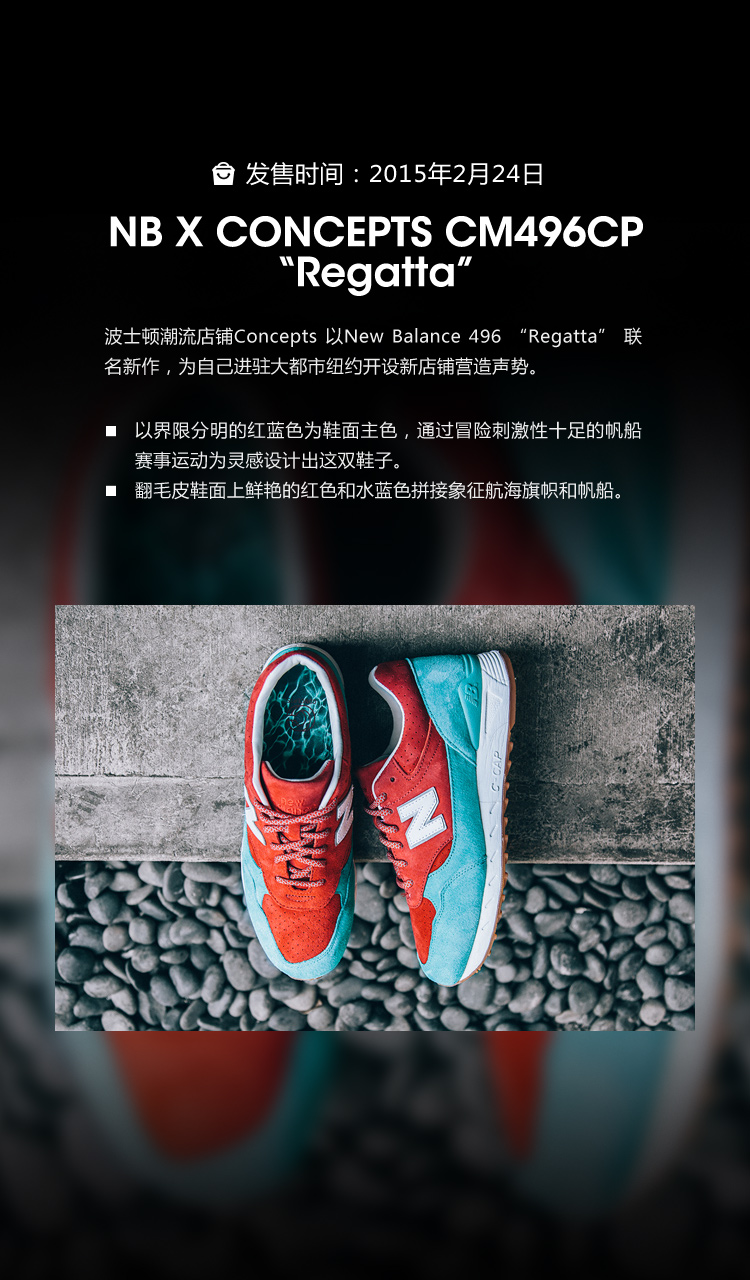 发售时间：2015年2月24日
NB X CONCEPTS CM496CP
“Regatta”
波士顿潮流店铺Concepts 以New Balance 496 “Regatta” 联
名新作，为自己进驻大都市纽约开设新店铺营造声势。
■ 以界限分明的红蓝色为鞋面主色，通过冒险刺激性十足的帆船
赛事运动为灵感设计出这双鞋子。
■ 翻毛皮鞋面上鲜艳的红色和水蓝色拼接象征航海旗帜和帆船。
N
C-CAP